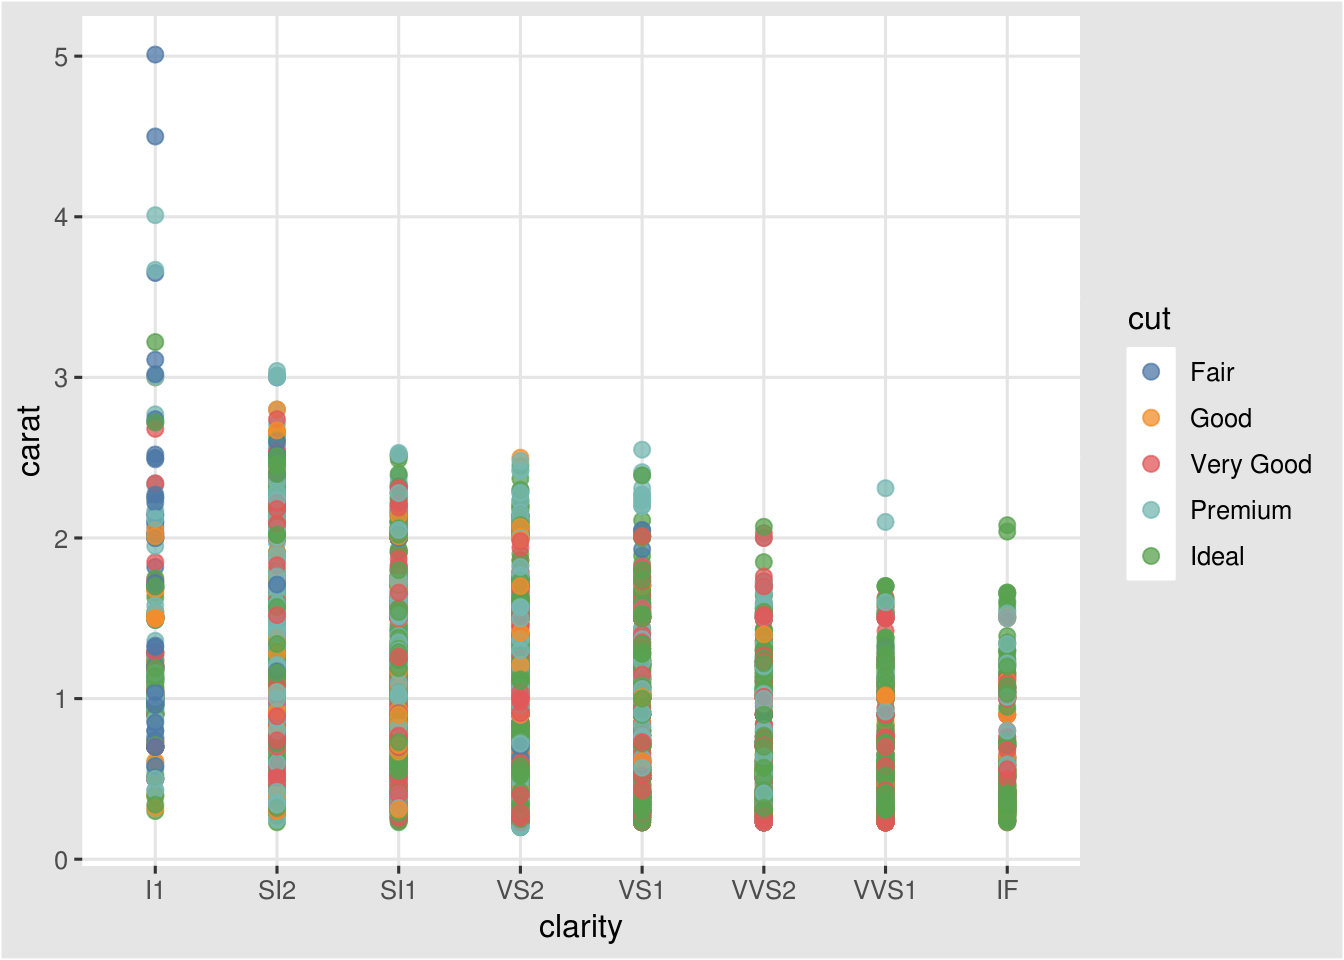 5
4
3
2
1
0
carat
I1 SI2 SI1 VS2 VS1 VVS2 VVS1 IF
clarity
cut
Fair
Good
Very Good
Premium
Ideal